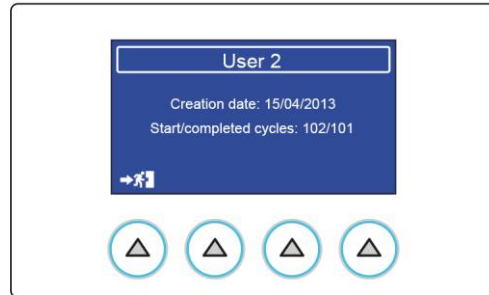 User 2
Creation date: 15/04/2013
Start/completed cycles: 102/101